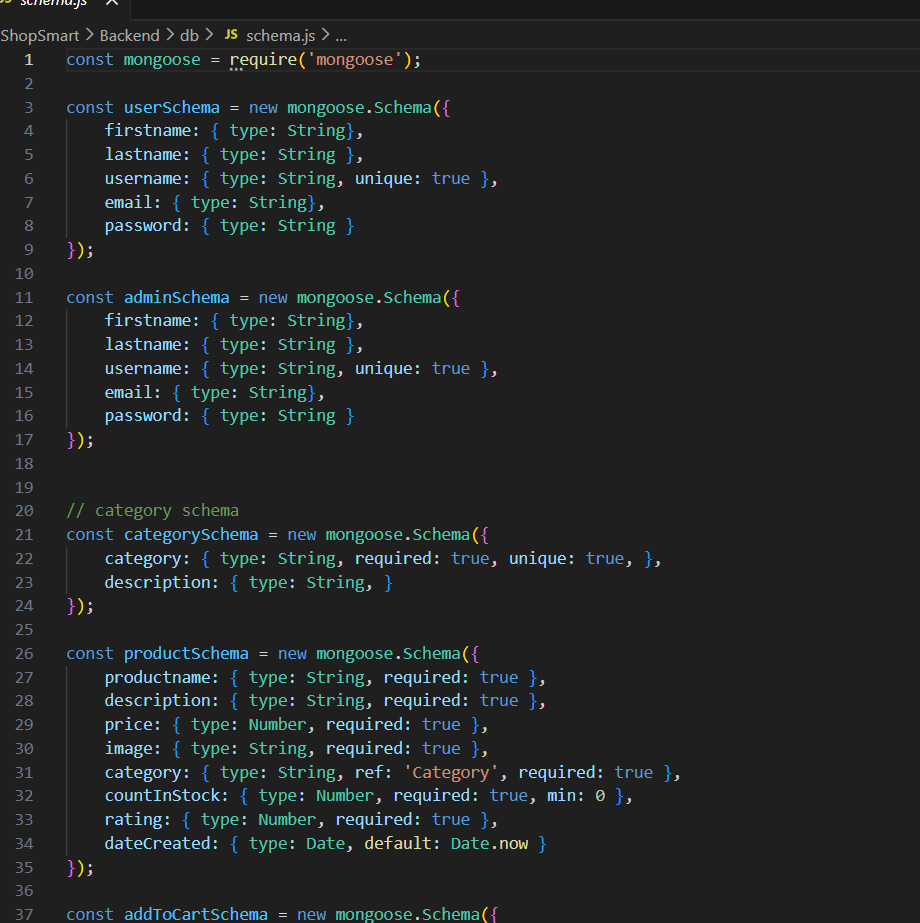 schema.js
ShopSmart > Backend > db > JS schema.js > ...
1 const mongoose = require('mongoose');
2
3 const userSchema = new mongoose.Schema({
4     firstname: { type: String},
5     lastname: { type: String },
6     username: { type: String, unique: true },
7     email: { type: String},
8     password: { type: String }
9 });
10
11 const adminSchema = new mongoose.Schema({
12     firstname: { type: String},
13     lastname: { type: String },
14     username: { type: String, unique: true },
15     email: { type: String},
16     password: { type: String }
17 });
18
19
20 // category schema
21 const categorySchema = new mongoose.Schema({
22     category: { type: String, required: true, unique: true, },
23     description: { type: String, }
24 });
25
26 const productSchema = new mongoose.Schema({
27     productname: { type: String, required: true },
28     description: { type: String, required: true },
29     price: { type: Number, required: true },
30     image: { type: String, required: true },
31     category: { type: String, ref: 'Category', required: true },
32     countInStock: { type: Number, required: true, min: 0 },
33     rating: { type: Number, required: true },
34     dateCreated: { type: Date, default: Date.now }
35 });
36
37 const addToCartSchema = new mongoose.Schema({